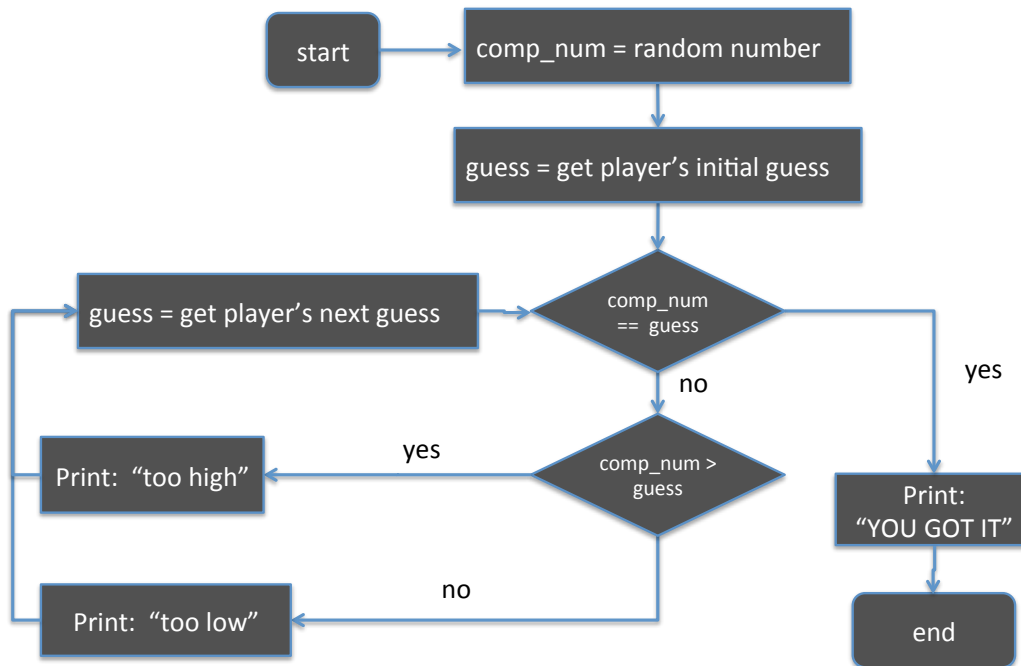 start
comp_num = random number
guess = get player’s initial guess
guess = get player’s next guess
comp_num
== guess
yes
no
comp_num >
guess
yes
Print: “too high”
Print:
“YOU GOT IT”
no
Print: “too low”
end